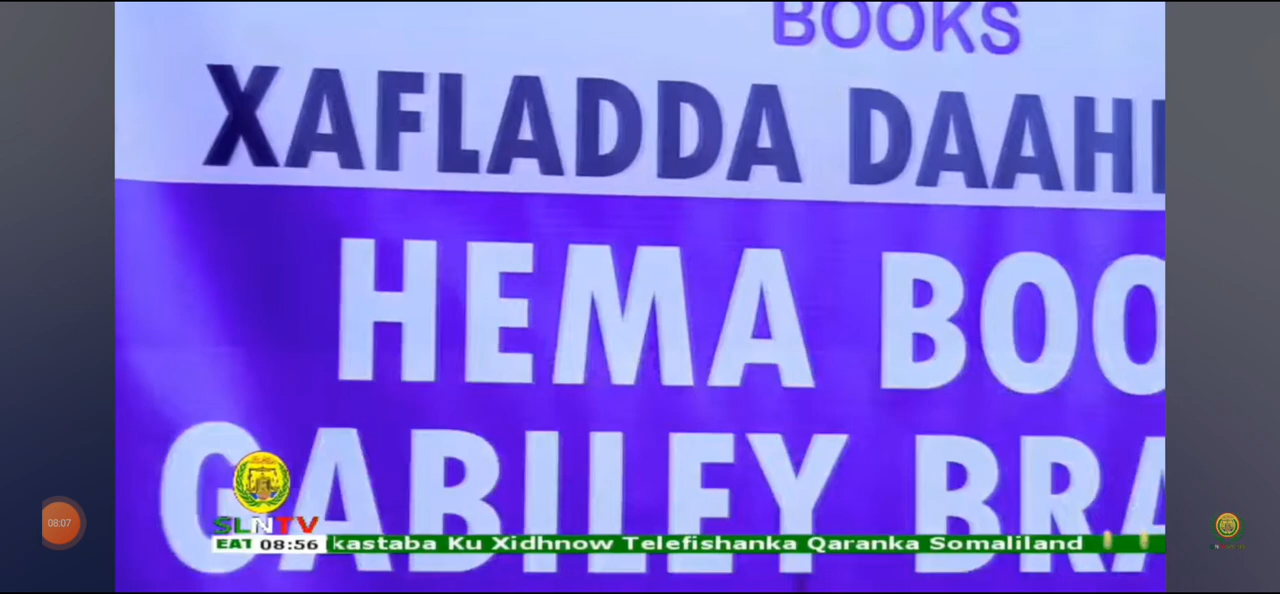 BOOKS
XAFLADDA DAAH
HEMA BOO
GABILEY BRA
SLNTV
EAT 08:56 kastaba Ku Xidhnow Telefishanka Qaranka Somaliland
08:07